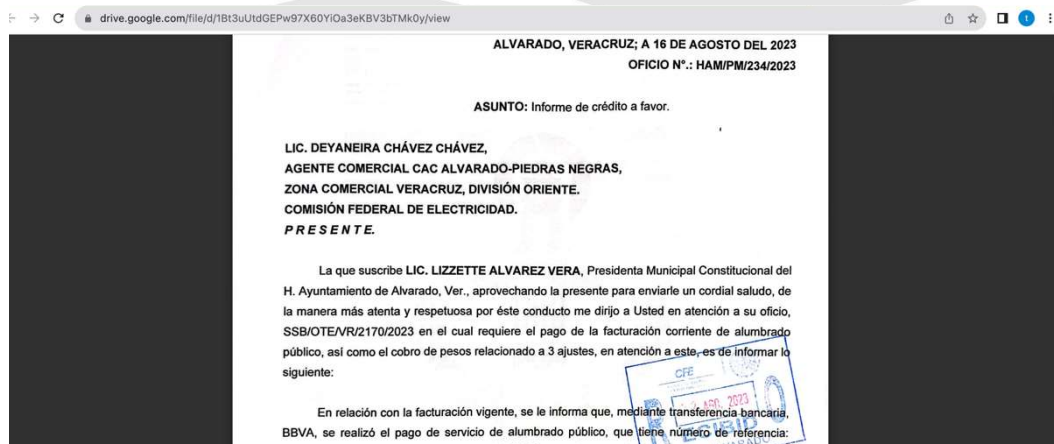 drive.google.com/file/d/1Bt3uUtdGEPw97X60YiOa3eKBV3bTMk0y/view
ALVARADO, VERACRUZ; A 16 DE AGOSTO DEL 2023
OFICIO N°.: HAM/PM/234/2023
ASUNTO: Informe de crédito a favor.
LIC. DEYANEIRA CHÁVEZ CHÁVEZ,
AGENTE COMERCIAL CAC ALVARADO-PIEDRAS NEGRAS,
ZONA COMERCIAL VERACRUZ, DIVISIÓN ORIENTE.
COMISIÓN FEDERAL DE ELECTRICIDAD.
P R E S E N T E.
La que suscribe LIC. LIZZETTE ALVAREZ VERA, Presidenta Municipal Constitucional del
H. Ayuntamiento de Alvarado, Ver., aprovechando la presente para enviarle un cordial saludo, de
la manera más atenta y respetuosa por éste conducto me dirijo a Usted en atención a su oficio,
SSB/OTE/VR/2170/2023 en el cual requiere el pago de la facturación corriente de alumbrado
público, así como el cobro de pesos relacionado a 3 ajustes, en atención a este, es de informar lo
siguiente:
CFE
AGO. 2023
En relación con la facturación vigente, se le informa que, mediante transferencia bancaria,
BBVA, se realizó el pago de servicio de alumbrado público, que tiene número de referencia:
RECIBIDO